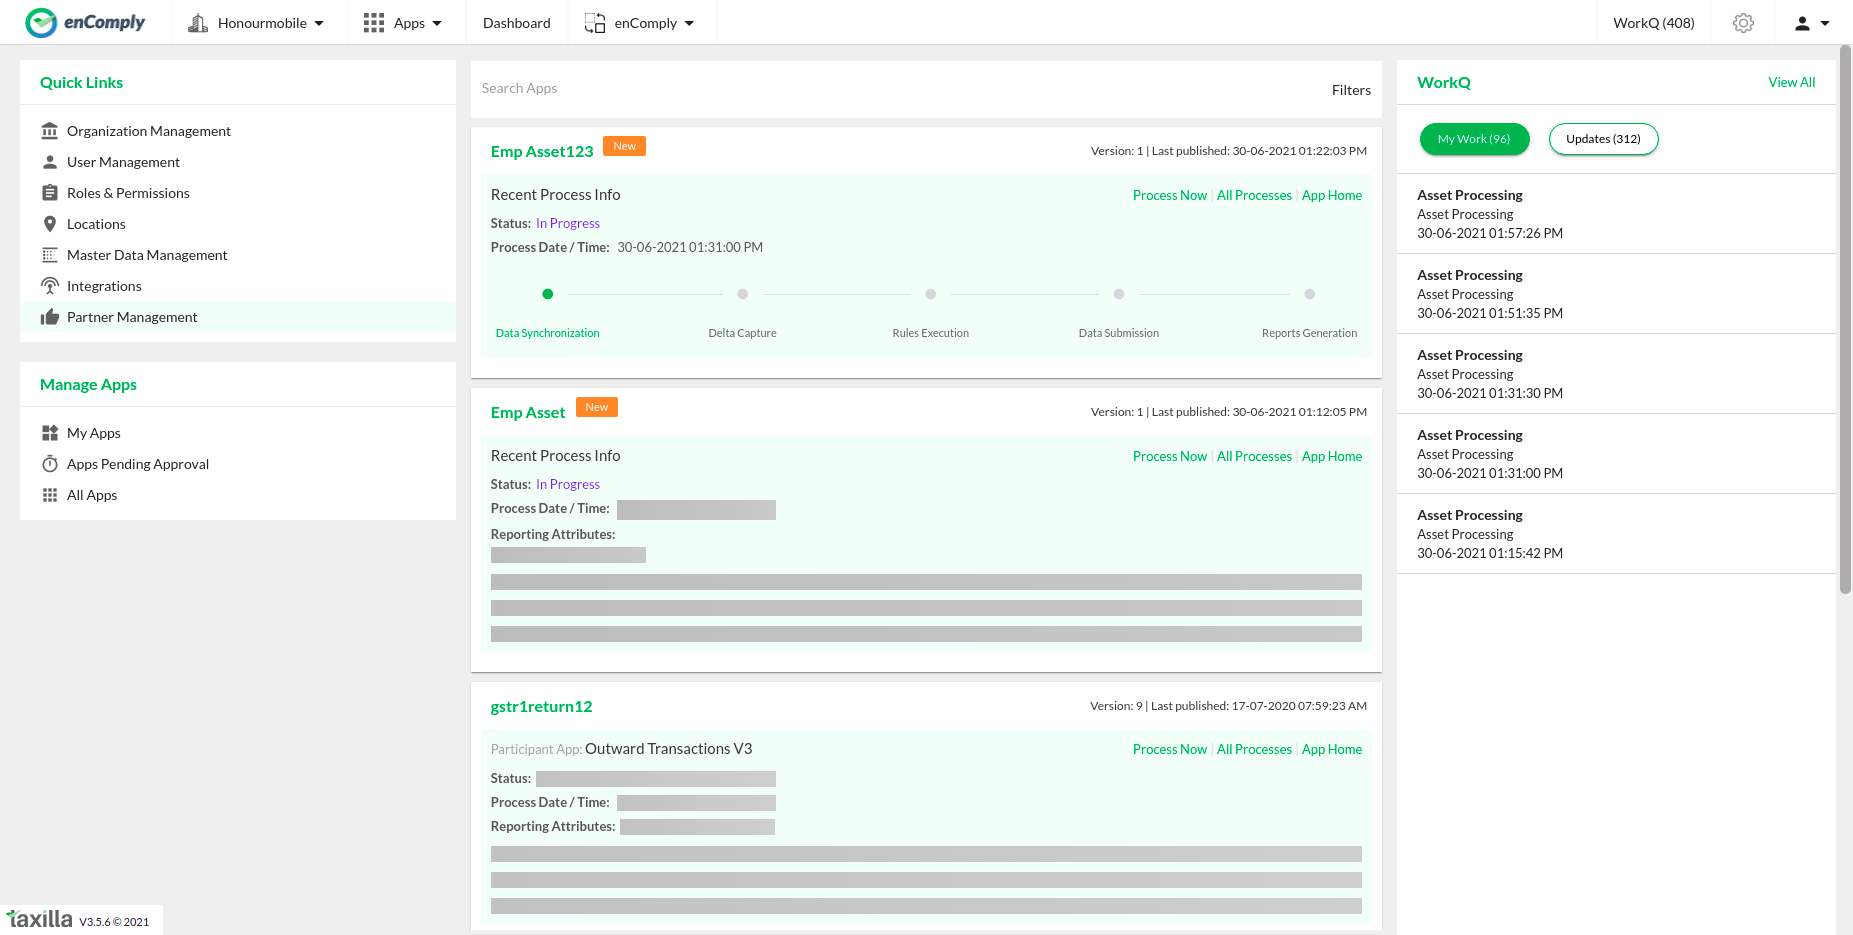 enComply
Honourmobile
Apps
Dashboard
enComply
WorkQ (408)
Quick Links
Organization Management
User Management
Roles & Permissions
Locations
Master Data Management
Integrations
Partner Management
Manage Apps
My Apps
Apps Pending Approval
All Apps
Search Apps
Filters
Emp Asset123 New
Version: 1 | Last published: 30-06-2021 01:22:03 PM
Recent Process Info
Process Now | All Processes | App Home
Status: In Progress
Process Date / Time: 30-06-2021 01:31:00 PM
Data Synchronization
Delta Capture
Rules Execution
Data Submission
Reports Generation
Emp Asset New
Version: 1 | Last published: 30-06-2021 01:12:05 PM
Recent Process Info
Process Now | All Processes | App Home
Status: In Progress
Process Date / Time:
Reporting Attributes:
gstr1return12
Version: 9 | Last published: 17-07-2020 07:59:23 AM
Participant App: Outward Transactions V3
Process Now | All Processes | App Home
Status:
Process Date / Time:
Reporting Attributes:
WorkQ
View All
My Work (96)
Updates (312)
Asset Processing
Asset Processing
30-06-2021 01:57:26 PM
Asset Processing
Asset Processing
30-06-2021 01:51:35 PM
Asset Processing
Asset Processing
30-06-2021 01:31:30 PM
Asset Processing
Asset Processing
30-06-2021 01:31:00 PM
Asset Processing
Asset Processing
30-06-2021 01:15:42 PM
taxilla V3.5.6 © 2021